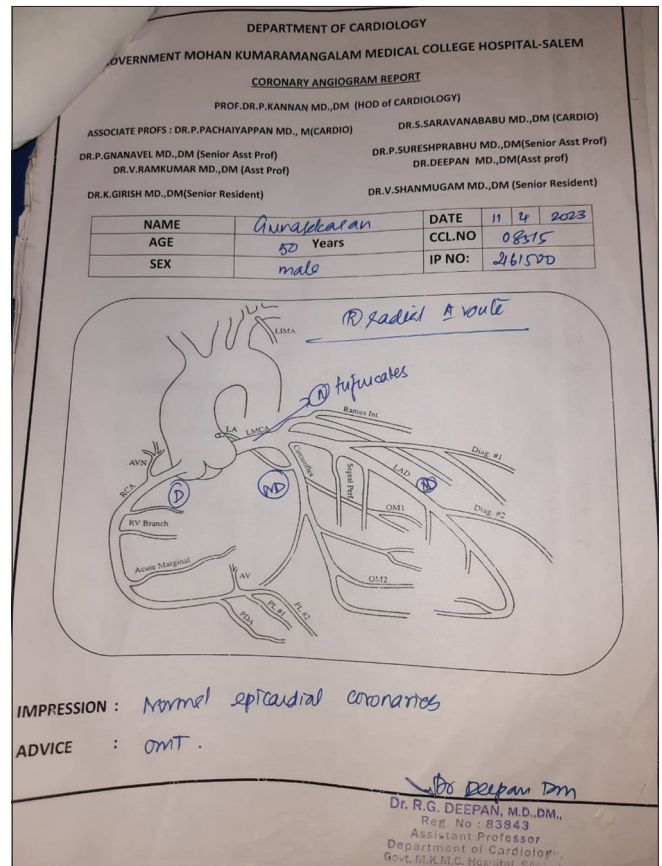 DEPARTMENT OF CARDIOLOGY
OVERNMENT MOHAN KUMARAMANGALAM MEDICAL COLLEGE HOSPITAL-SALEM
CORONARY ANGIOGRAM REPORT
PROF.DR.P.KANNAN MD.,DM (HOD of CARDIOLOGY)
ASSOCIATE PROFS : DR.P.PACHAIYAPPAN MD., M(CARDIO) DR.S.SARAVANABABU MD.,DM (CARDIO)
DR.P.GNANAVEL MD.,DM (Senior Asst Prof) DR.P.SURESHPRABHU MD.,DM(Senior Asst Prof)
DR.V.RAMKUMAR MD.,DM (Asst Prof) DR.DEEPAN MD.,DM(Asst prof)
DR.K.GIRISH MD.,DM(Senior Resident) DR.V.SHANMUGAM MD.,DM (Senior Resident)
NAME Gunasekaran DATE 11 4 2023
AGE 50 Years CCL.NO 08515
SEX male IP NO: 2161500
(R) radial A route
LIMA
(N) bifurcates
Ramus Int.
LA LMCA
AVN
RCA
Circumflex
Septal Perf.
LAD
Diag. #1
D
ND
RV Branch
OM1
Diag. #2
Acute Marginal
AV
OM2
PL #1
PL #2
PDA
IMPRESSION : Normal epicardial coronaries
ADVICE : OMT .
Dr Deepan Dm
Dr. R.G. DEEPAN, M.D.,DM.,
Reg. No : 83843
Assistant Professor
Department of Cardiology,
Govt. M.K.M.C. Hospital,